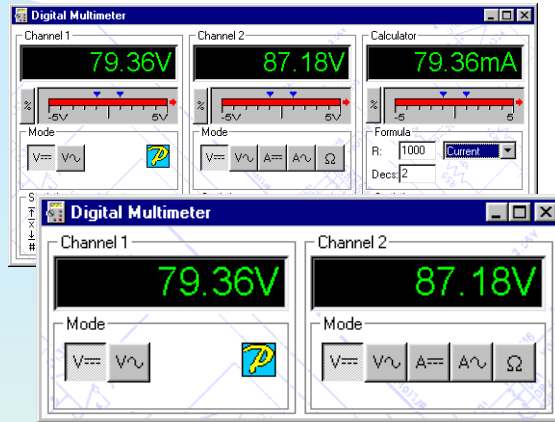 Digital Multimeter
Channel 1
Channel 2
Calculator
79.36V
87.18V
79.36mA
%
-5V
5V
%
-5V
5V
%
-5
5
Mode
Mode
Formula
V
V
V
V
A
A
Ω
R: 1000
Current
Decs: 2
Digital Multimeter
Channel 1
Channel 2
79.36V
87.18V
Mode
Mode
V
V
V
V
A
A
Ω